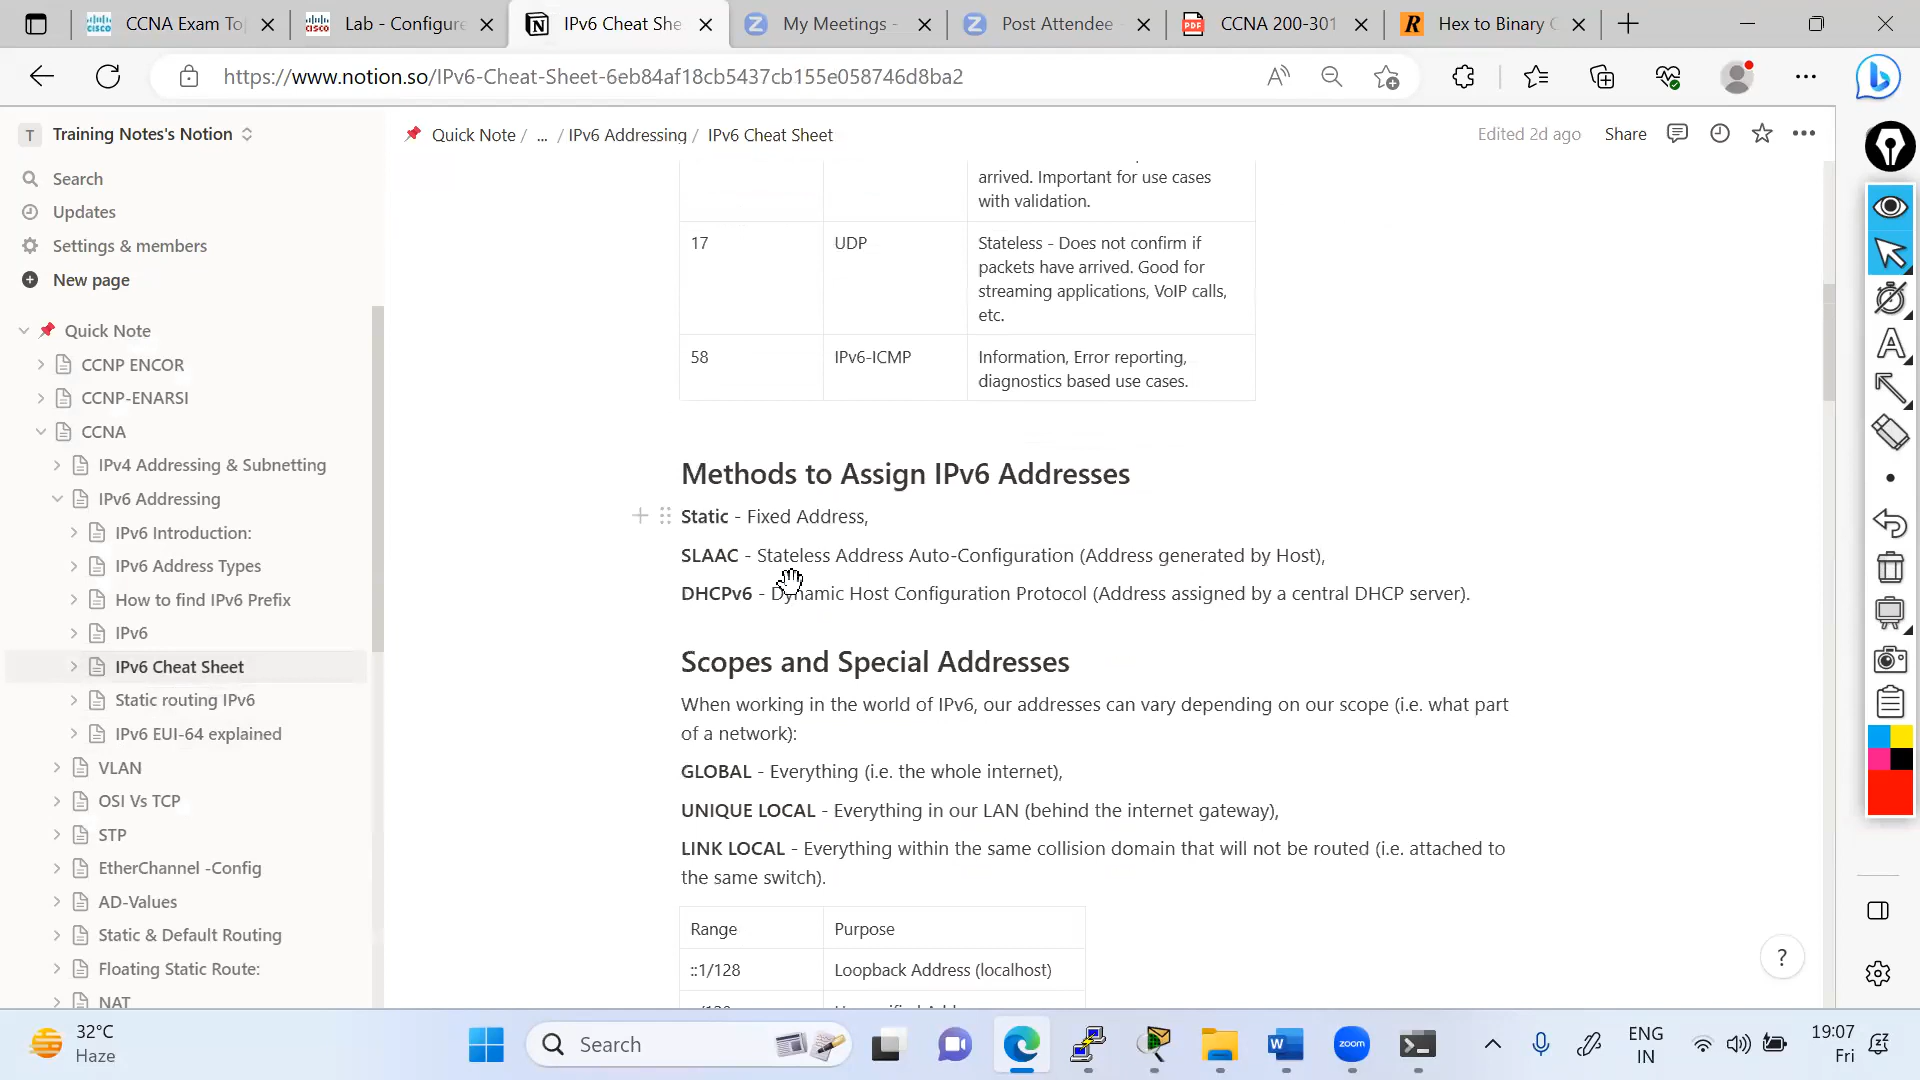 CCNA Exam To
Lab - Configure
IPv6 Cheat She
My Meetings -
Post Attendee -
CCNA 200-301
Hex to Binary C
https://www.notion.so/IPv6-Cheat-Sheet-6eb84af18cb5437cb155e058746d8ba2
T Training Notes's Notion
Quick Note / ... / IPv6 Addressing / IPv6 Cheat Sheet
Edited 2d ago Share
Search
Updates
Settings & members
New page
Quick Note
CCNP ENCOR
CCNP-ENARSI
CCNA
IPv4 Addressing & Subnetting
IPv6 Addressing
IPv6 Introduction:
IPv6 Address Types
How to find IPv6 Prefix
IPv6
IPv6 Cheat Sheet
Static routing IPv6
IPv6 EUI-64 explained
VLAN
OSI Vs TCP
STP
EtherChannel -Config
AD-Values
Static & Default Routing
Floating Static Route:
NAT
arrived. Important for use cases
with validation.
17 UDP Stateless - Does not confirm if
packets have arrived. Good for
streaming applications, VoIP calls,
etc.
58 IPv6-ICMP Information, Error reporting,
diagnostics based use cases.
Methods to Assign IPv6 Addresses
Static - Fixed Address,
SLAAC - Stateless Address Auto-Configuration (Address generated by Host),
DHCPv6 - Dynamic Host Configuration Protocol (Address assigned by a central DHCP server).
Scopes and Special Addresses
When working in the world of IPv6, our addresses can vary depending on our scope (i.e. what part
of a network):
GLOBAL - Everything (i.e. the whole internet),
UNIQUE LOCAL - Everything in our LAN (behind the internet gateway),
LINK LOCAL - Everything within the same collision domain that will not be routed (i.e. attached to
the same switch).
Range Purpose
::1/128 Loopback Address (localhost)
?
32°C
Haze
Search
zoom
ENG
IN
19:07
Fri